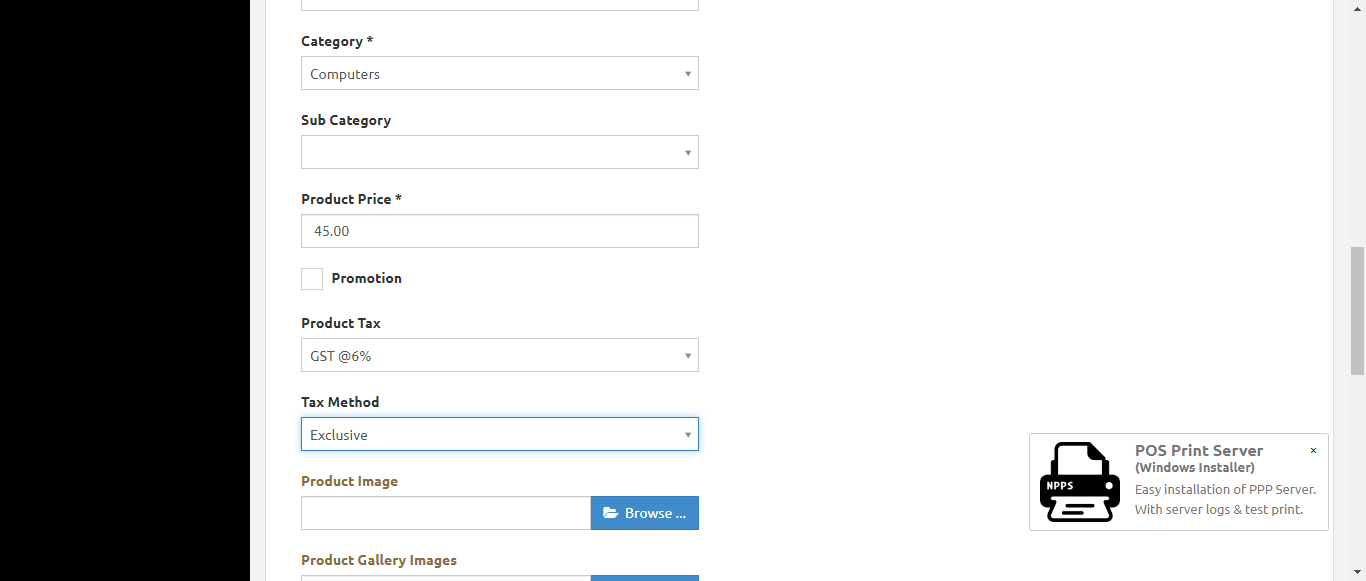 Category *
Computers
Sub Category
Product Price *
45.00
Promotion
Product Tax
GST @6%
Tax Method
Exclusive
Product Image
Browse ...
Product Gallery Images
NPPS
POS Print Server
×
(Windows Installer)
Easy installation of PPP Server.
With server logs & test print.